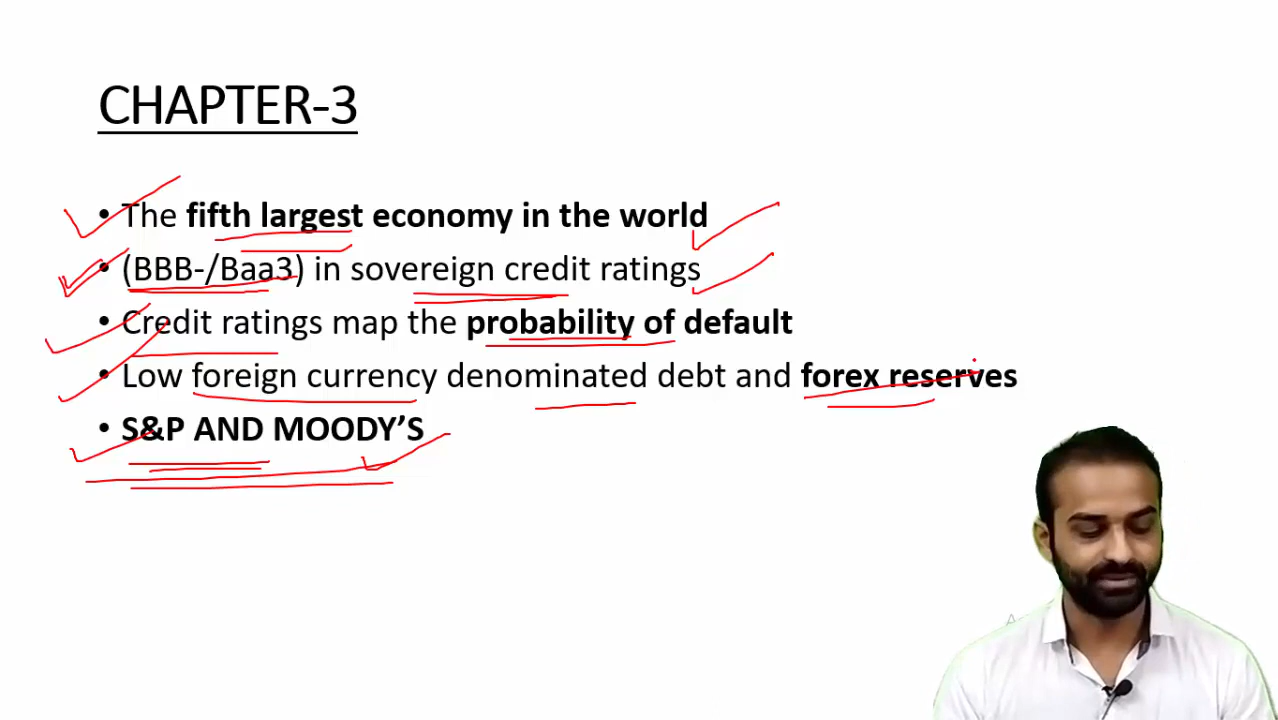 CHAPTER-3
• The fifth largest economy in the world
• (BBB-/Baa3) in sovereign credit ratings
• Credit ratings map the probability of default
• Low foreign currency denominated debt and forex reserves
• S&P AND MOODY’S